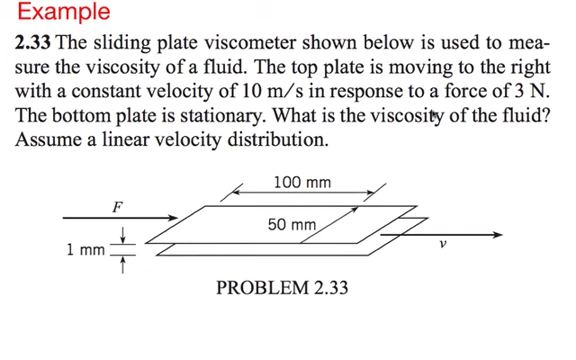 Example
2.33 The sliding plate viscometer shown below is used to mea-
sure the viscosity of a fluid. The top plate is moving to the right
with a constant velocity of 10 m/s in response to a force of 3 N.
The bottom plate is stationary. What is the viscosity of the fluid?
Assume a linear velocity distribution.
100 mm
F
50 mm
1 mm
v
PROBLEM 2.33